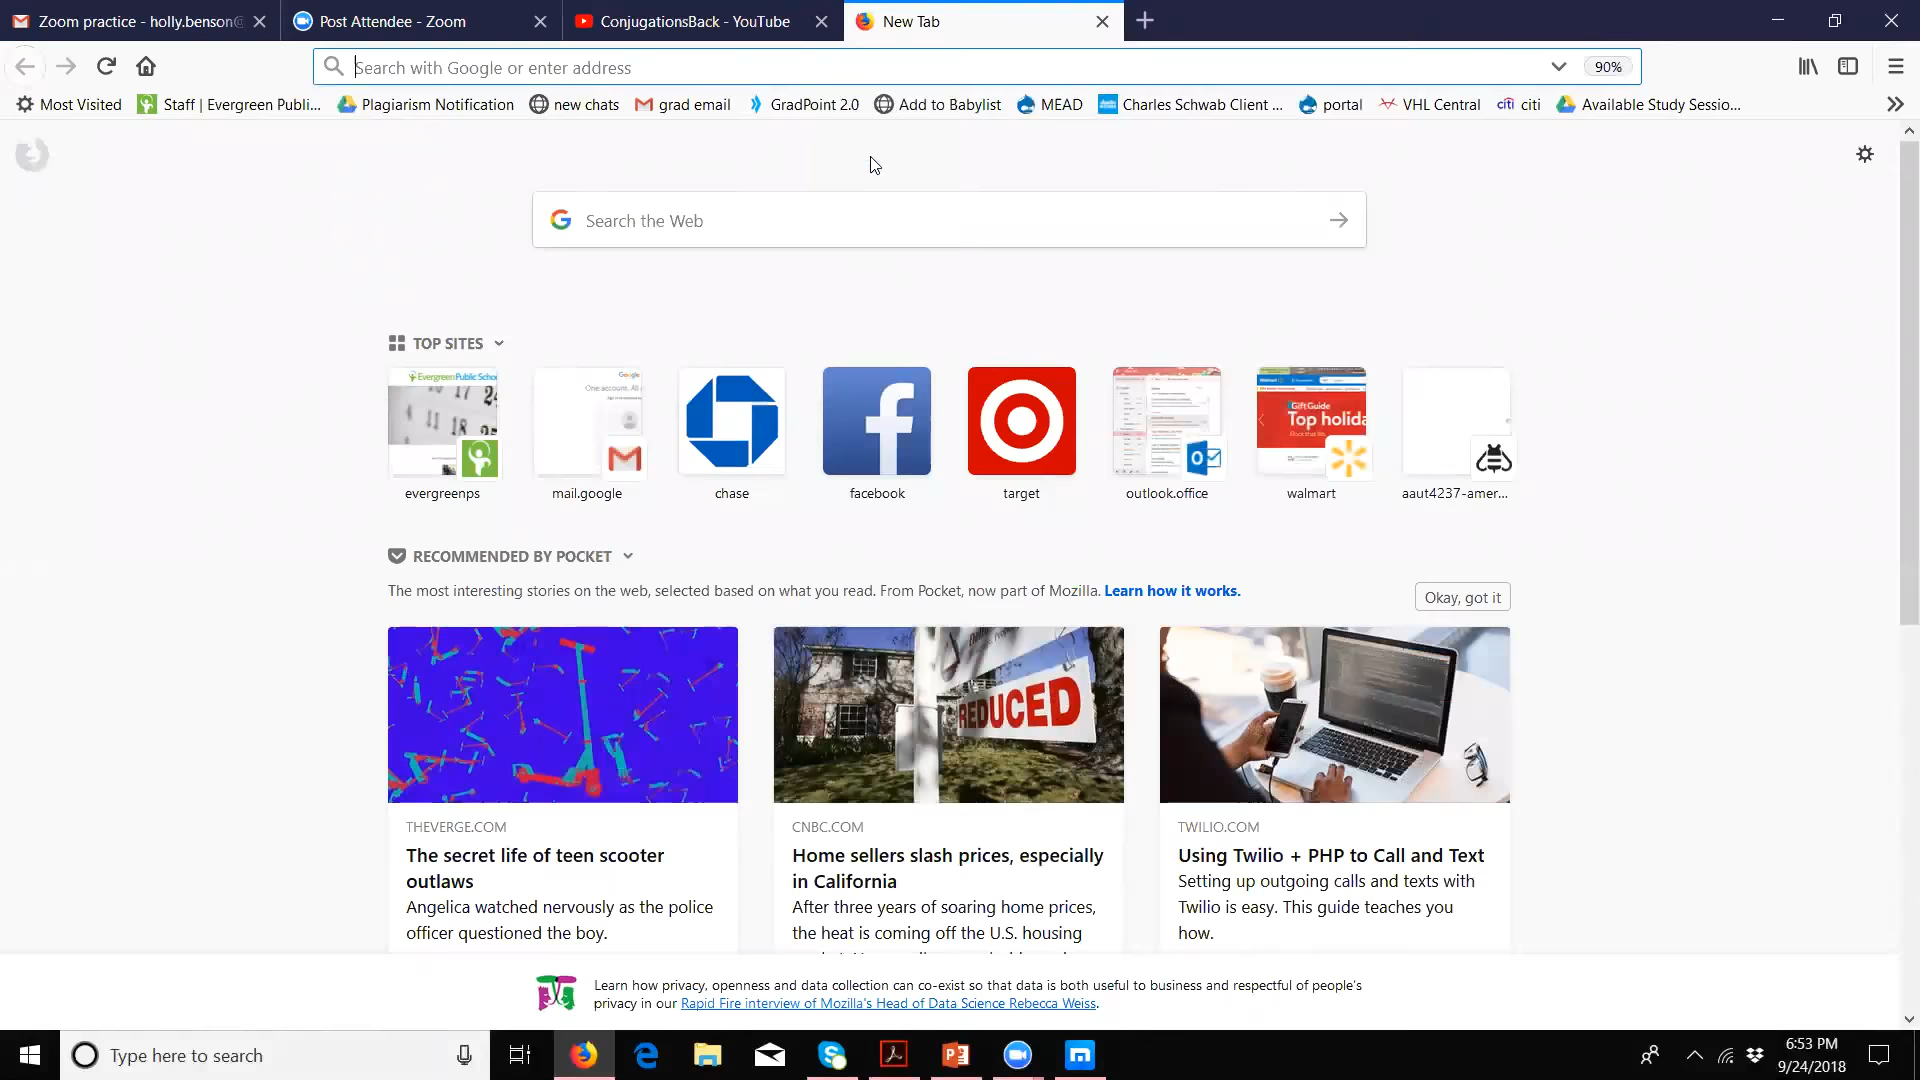 Zoom practice - holly.benson@
Post Attendee - Zoom
ConjugationsBack - YouTube
New Tab
Search with Google or enter address
90%
Most Visited
Staff | Evergreen Publi...
Plagiarism Notification
new chats
grad email
GradPoint 2.0
Add to Babylist
MEAD
Charles Schwab Client ...
portal
VHL Central
citi citi
Available Study Sessio...
Search the Web
TOP SITES
evergreenps
mail.google
chase
facebook
target
outlook.office
walmart
aaut4237-amer...
RECOMMENDED BY POCKET
The most interesting stories on the web, selected based on what you read. From Pocket, now part of Mozilla. Learn how it works.
Okay, got it
REDUCED
THEVERGE.COM
The secret life of teen scooter
outlaws
Angelica watched nervously as the police
officer questioned the boy.
CNBC.COM
Home sellers slash prices, especially
in California
After three years of soaring home prices,
the heat is coming off the U.S. housing
TWILIO.COM
Using Twilio + PHP to Call and Text
Setting up outgoing calls and texts with
Twilio is easy. This guide teaches you
how.
Learn how privacy, openness and data collection can co-exist so that data is both useful to business and respectful of people's
privacy in our Rapid Fire interview of Mozilla's Head of Data Science Rebecca Weiss.
Type here to search
6:53 PM
9/24/2018